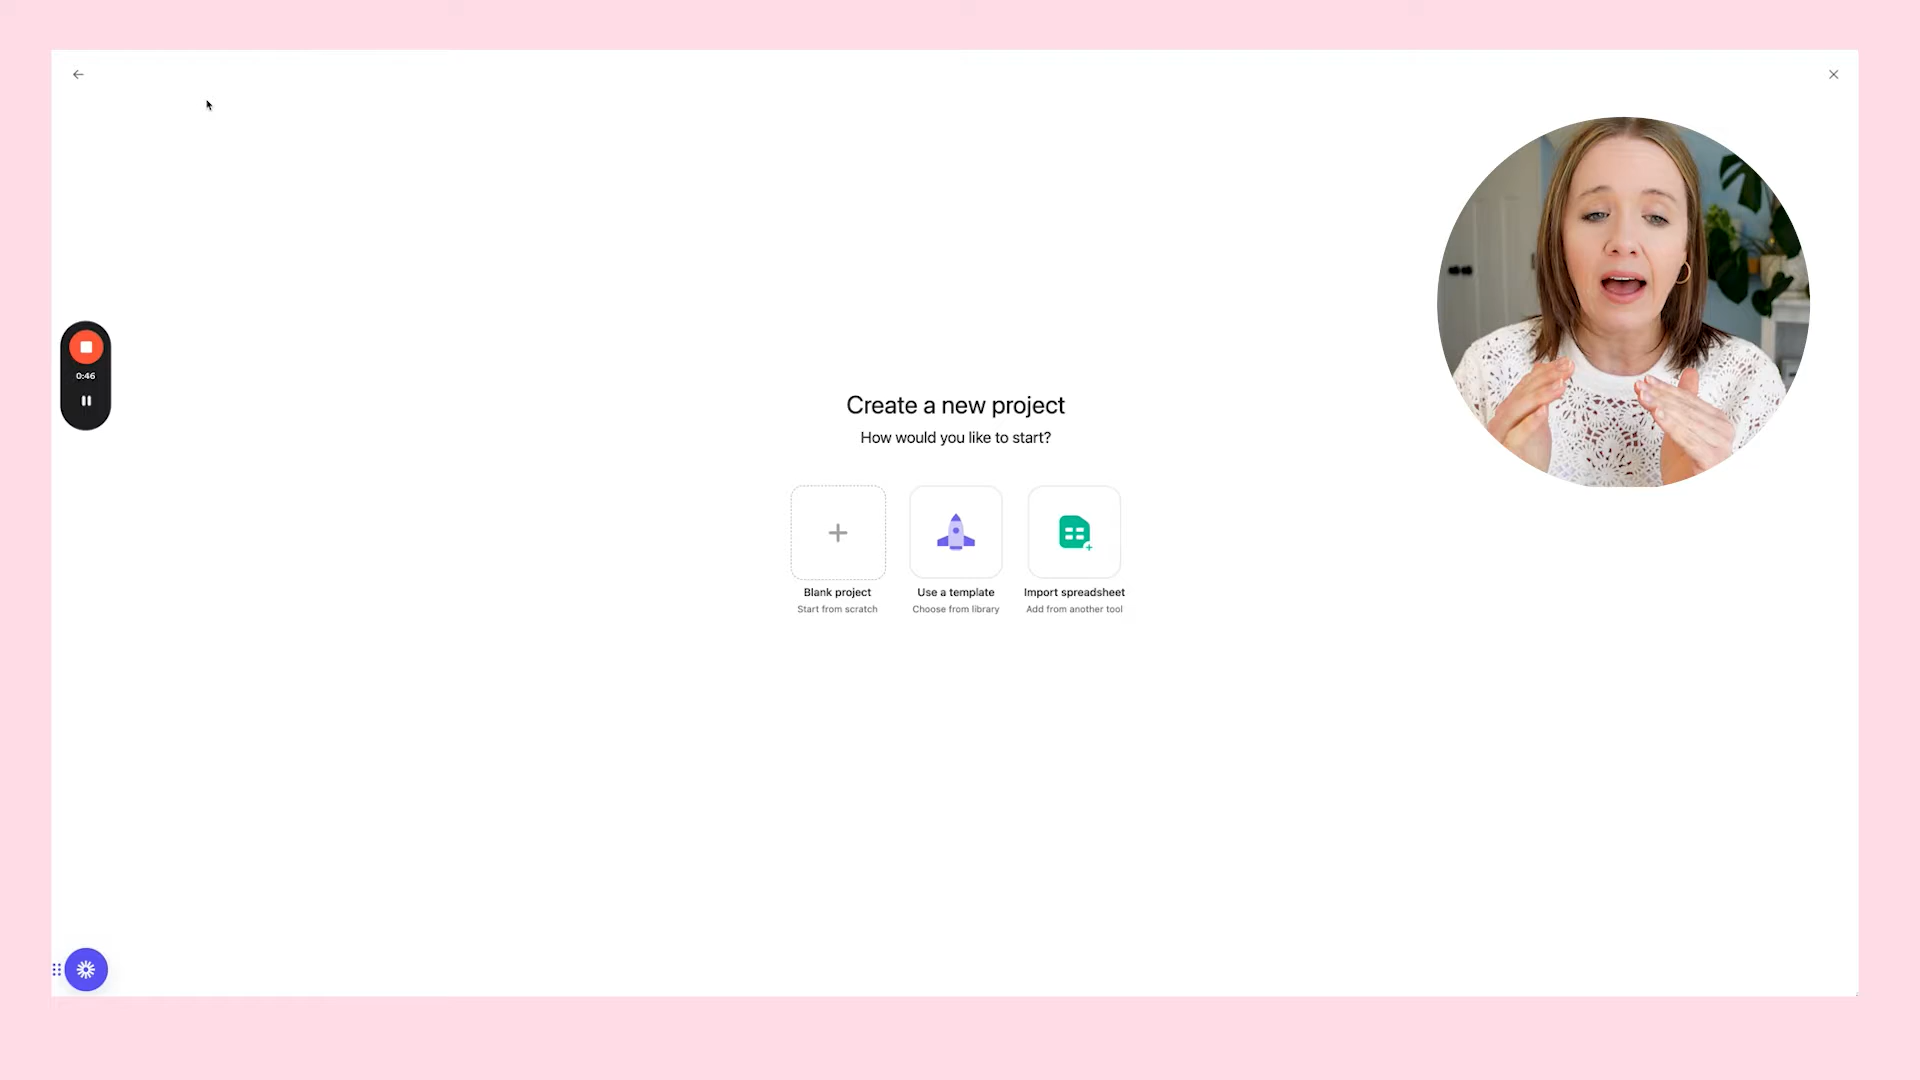 0:46
Create a new project
How would you like to start?
Blank project
Start from scratch
Use a template
Choose from library
Import spreadsheet
Add from another tool